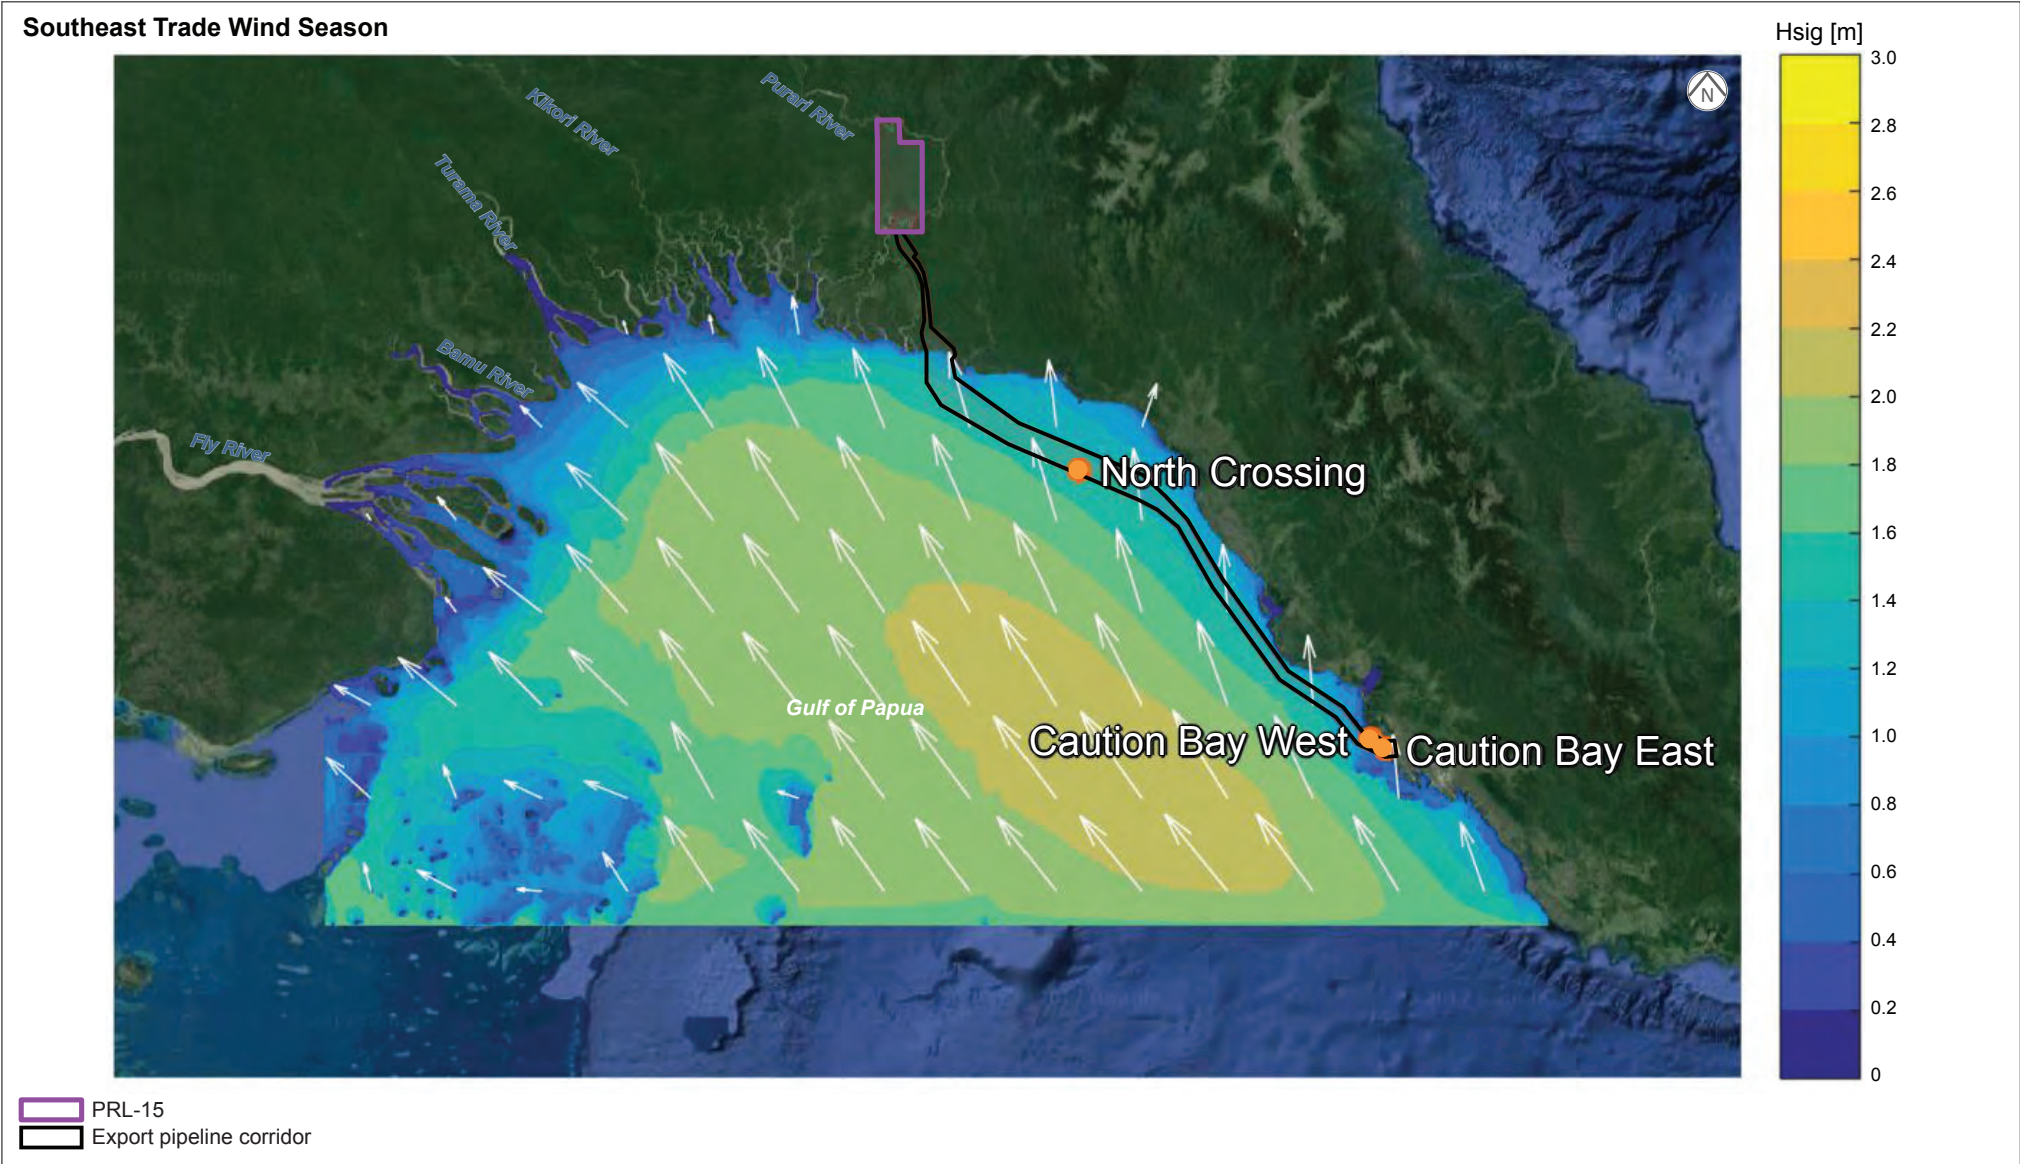 Southeast Trade Wind Season
Hsig [m]
N
Kikori River
Purari River
Turama River
Bamu River
Fly River
North Crossing
Gulf of Papua
Caution Bay West
Caution Bay East
3.0
2.8
2.6
2.4
2.2
2.0
1.8
1.6
1.4
1.2
1.0
0.8
0.6
0.4
0.2
0
PRL-15
Export pipeline corridor